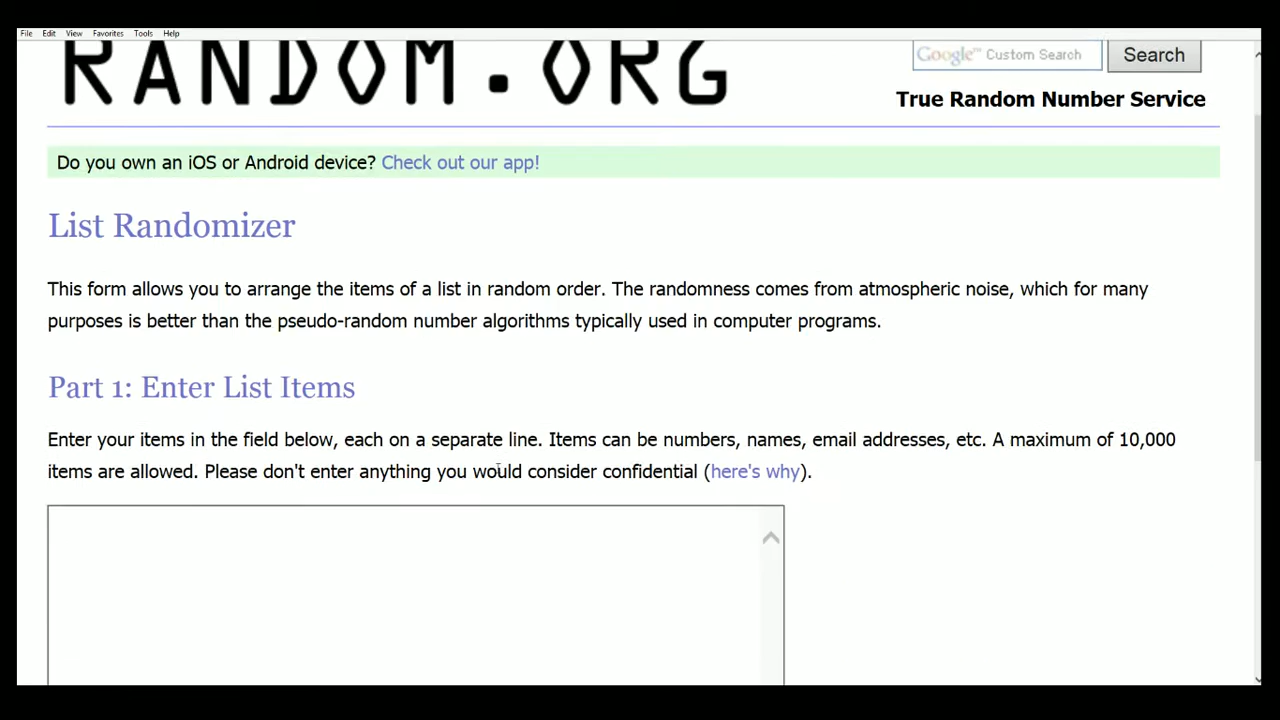 File Edit View Favorites Tools Help
RANDOM.ORG
Google™ Custom Search Search
True Random Number Service
Do you own an iOS or Android device? Check out our app!
List Randomizer
This form allows you to arrange the items of a list in random order. The randomness comes from atmospheric noise, which for many
purposes is better than the pseudo-random number algorithms typically used in computer programs.
Part 1: Enter List Items
Enter your items in the field below, each on a separate line. Items can be numbers, names, email addresses, etc. A maximum of 10,000
items are allowed. Please don't enter anything you would consider confidential (here's why).